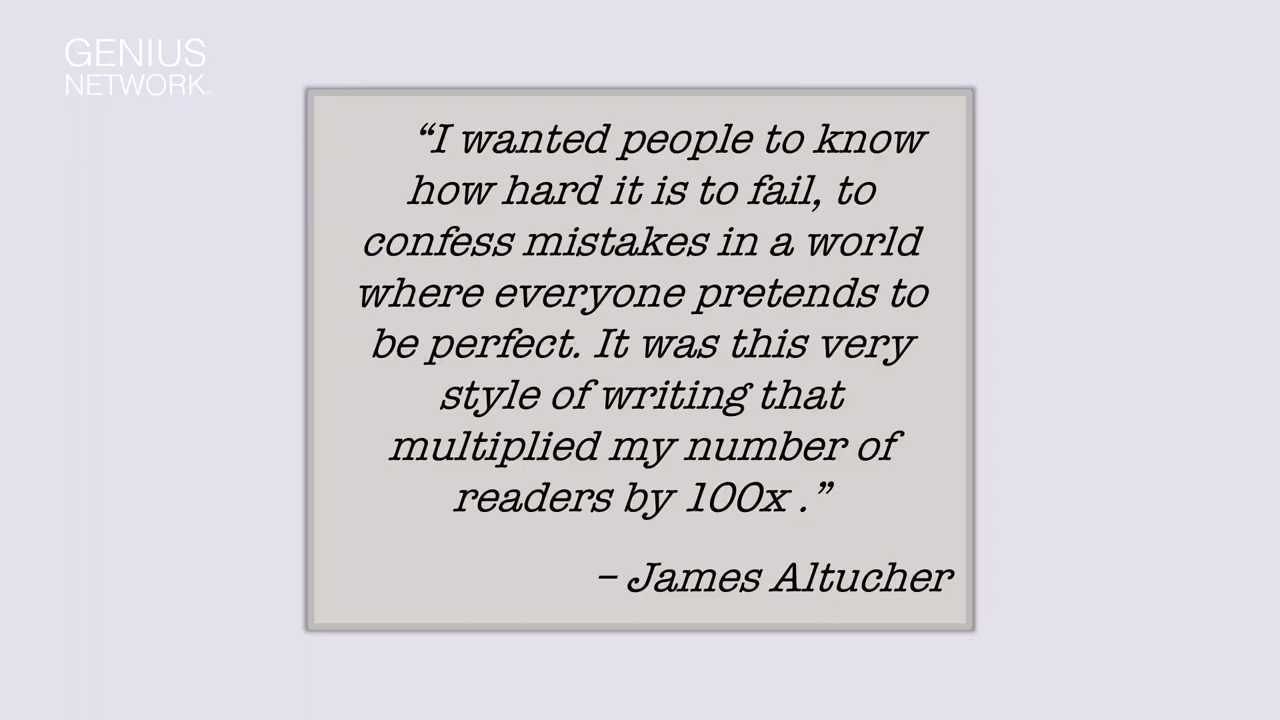 GENIUS
NETWORK
“I wanted people to know
how hard it is to fail, to
confess mistakes in a world
where everyone pretends to
be perfect. It was this very
style of writing that
multiplied my number of
readers by 100x .”
– James Altucher